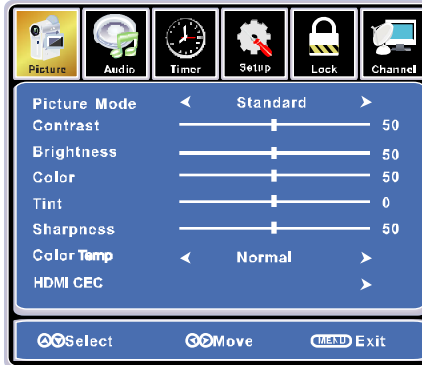 Picture Audio Timer Setup Lock Channel
Picture Mode Standard
Contrast 50
Brightness 50
Color 50
Tint 0
Sharpness 50
Color Temp Normal
HDMI CEC
Select Move MENU Exit